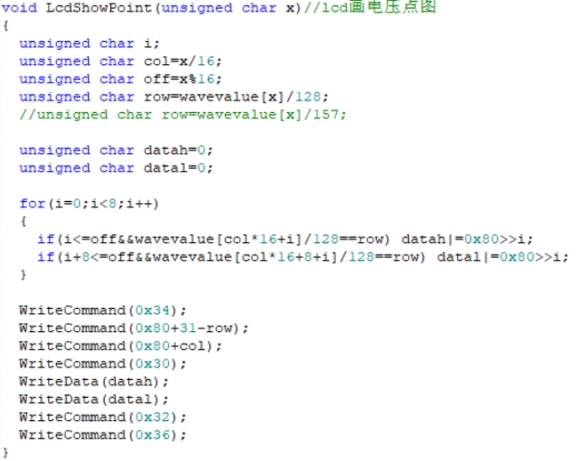 void LcdShowPoint(unsigned char x)//lcd画电压点图
{
  unsigned char i;
  unsigned char col=x/16;
  unsigned char off=x%16;
  unsigned char row=wavevalue[x]/128;
  //unsigned char row=wavevalue[x]/157;

  unsigned char datah=0;
  unsigned char datal=0;

  for(i=0;i<8;i++)
  {
    if(i<=off&&wavevalue[col*16+i]/128==row) datah|=0x80>>i;
    if(i+8<=off&&wavevalue[col*16+8+i]/128==row) datal|=0x80>>i;
  }

  WriteCommand(0x34);
  WriteCommand(0x80+31-row);
  WriteCommand(0x80+col);
  WriteCommand(0x30);
  WriteData(datah);
  WriteData(datal);
  WriteCommand(0x32);
  WriteCommand(0x36);
}